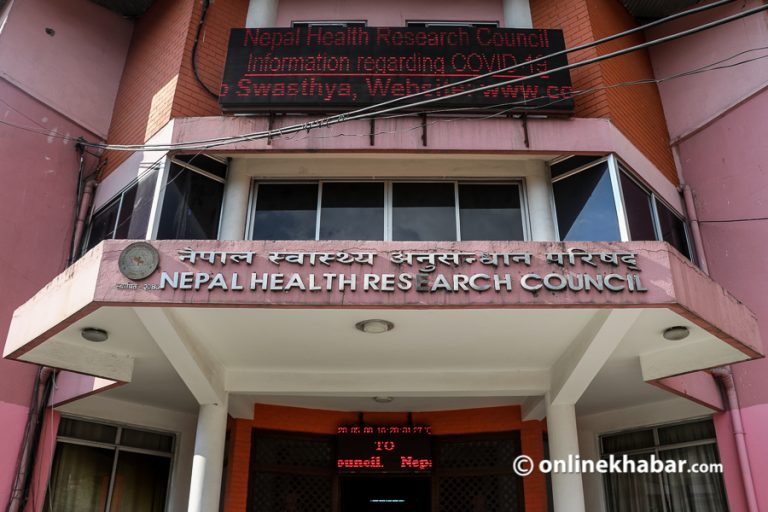 Nepal Health Research Council
Information regarding COVID-19
o Swasthya, Website: www.co
नेपाल स्वास्थ्य अनुसन्धान परिषद्
NEPAL HEALTH RESEARCH COUNCIL
TO
ouncil. Nepa
© onlinekhabar.com